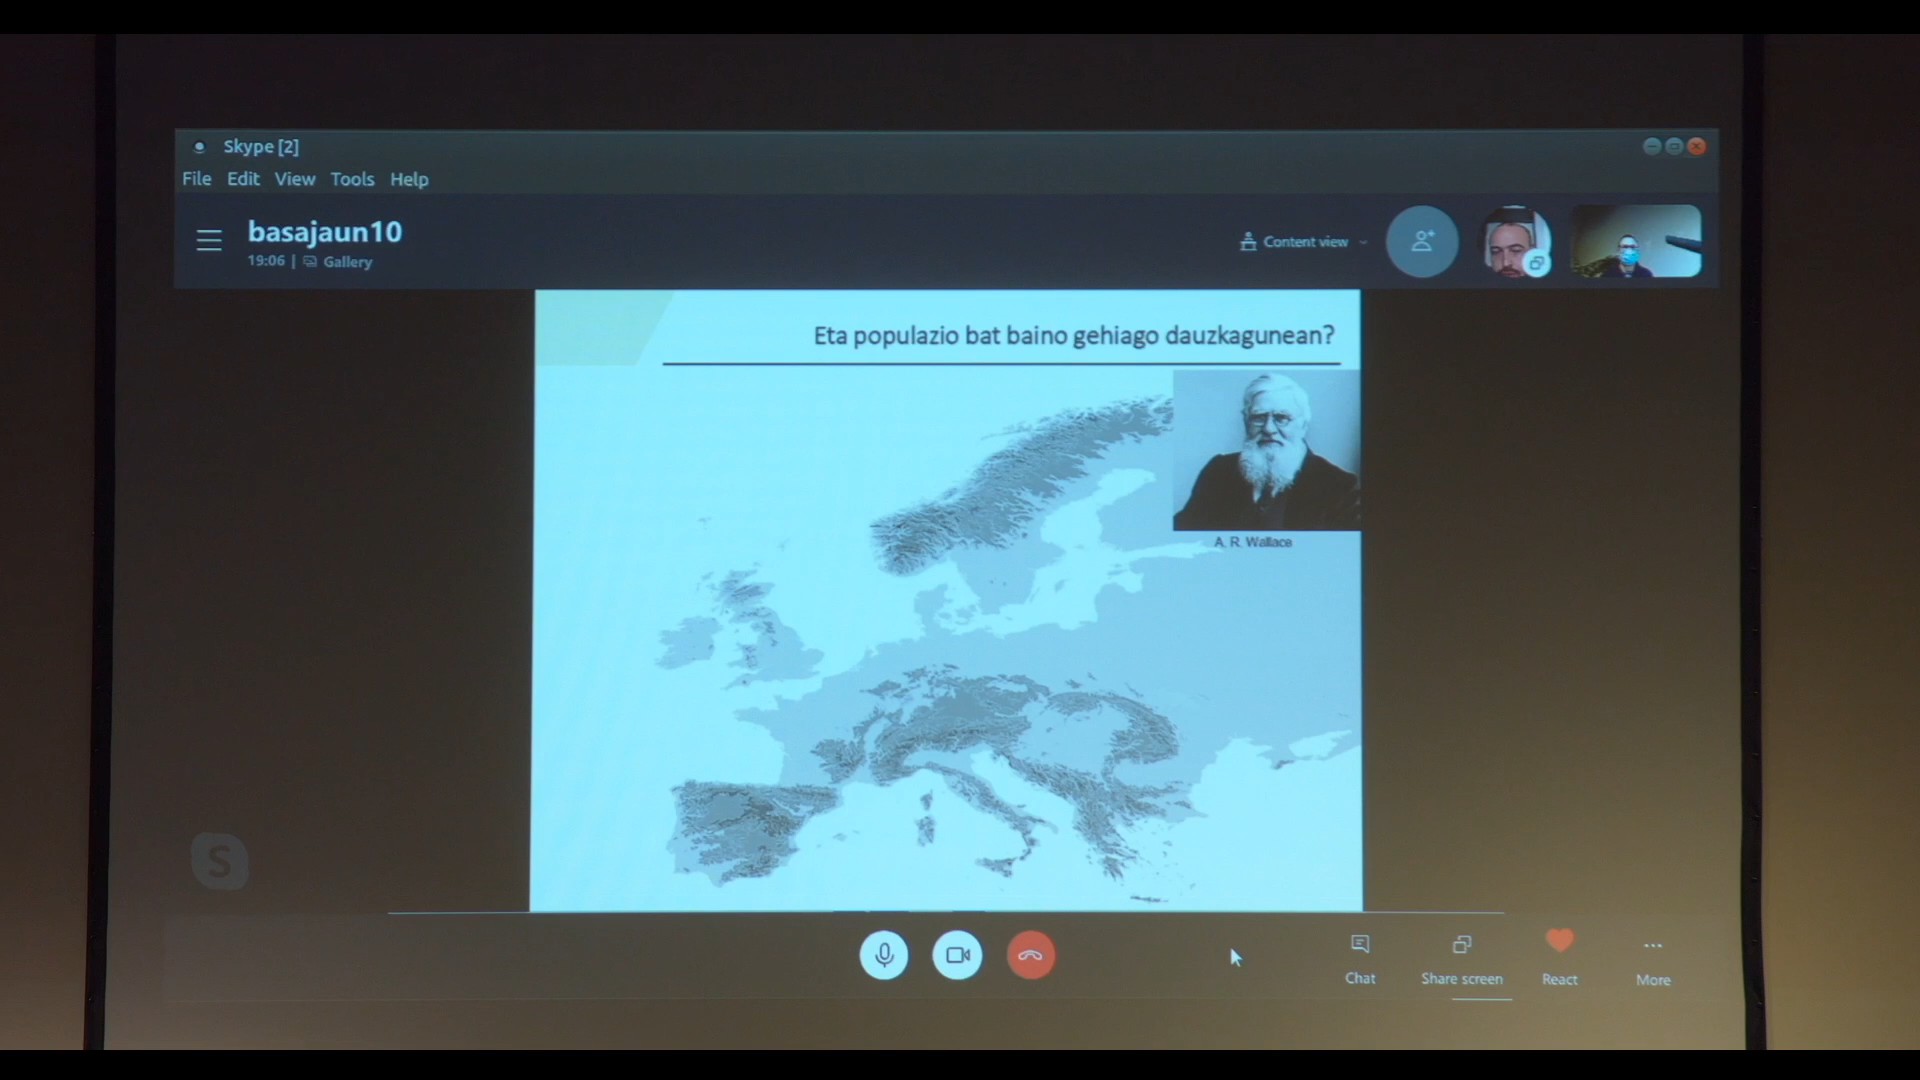 Skype [2]
File Edit View Tools Help
basajaun10
19:06 | Gallery
Content view
Eta populazio bat baino gehiago dauzkagunean?
A. R. Wallace
S
Chat
Share screen
React
More